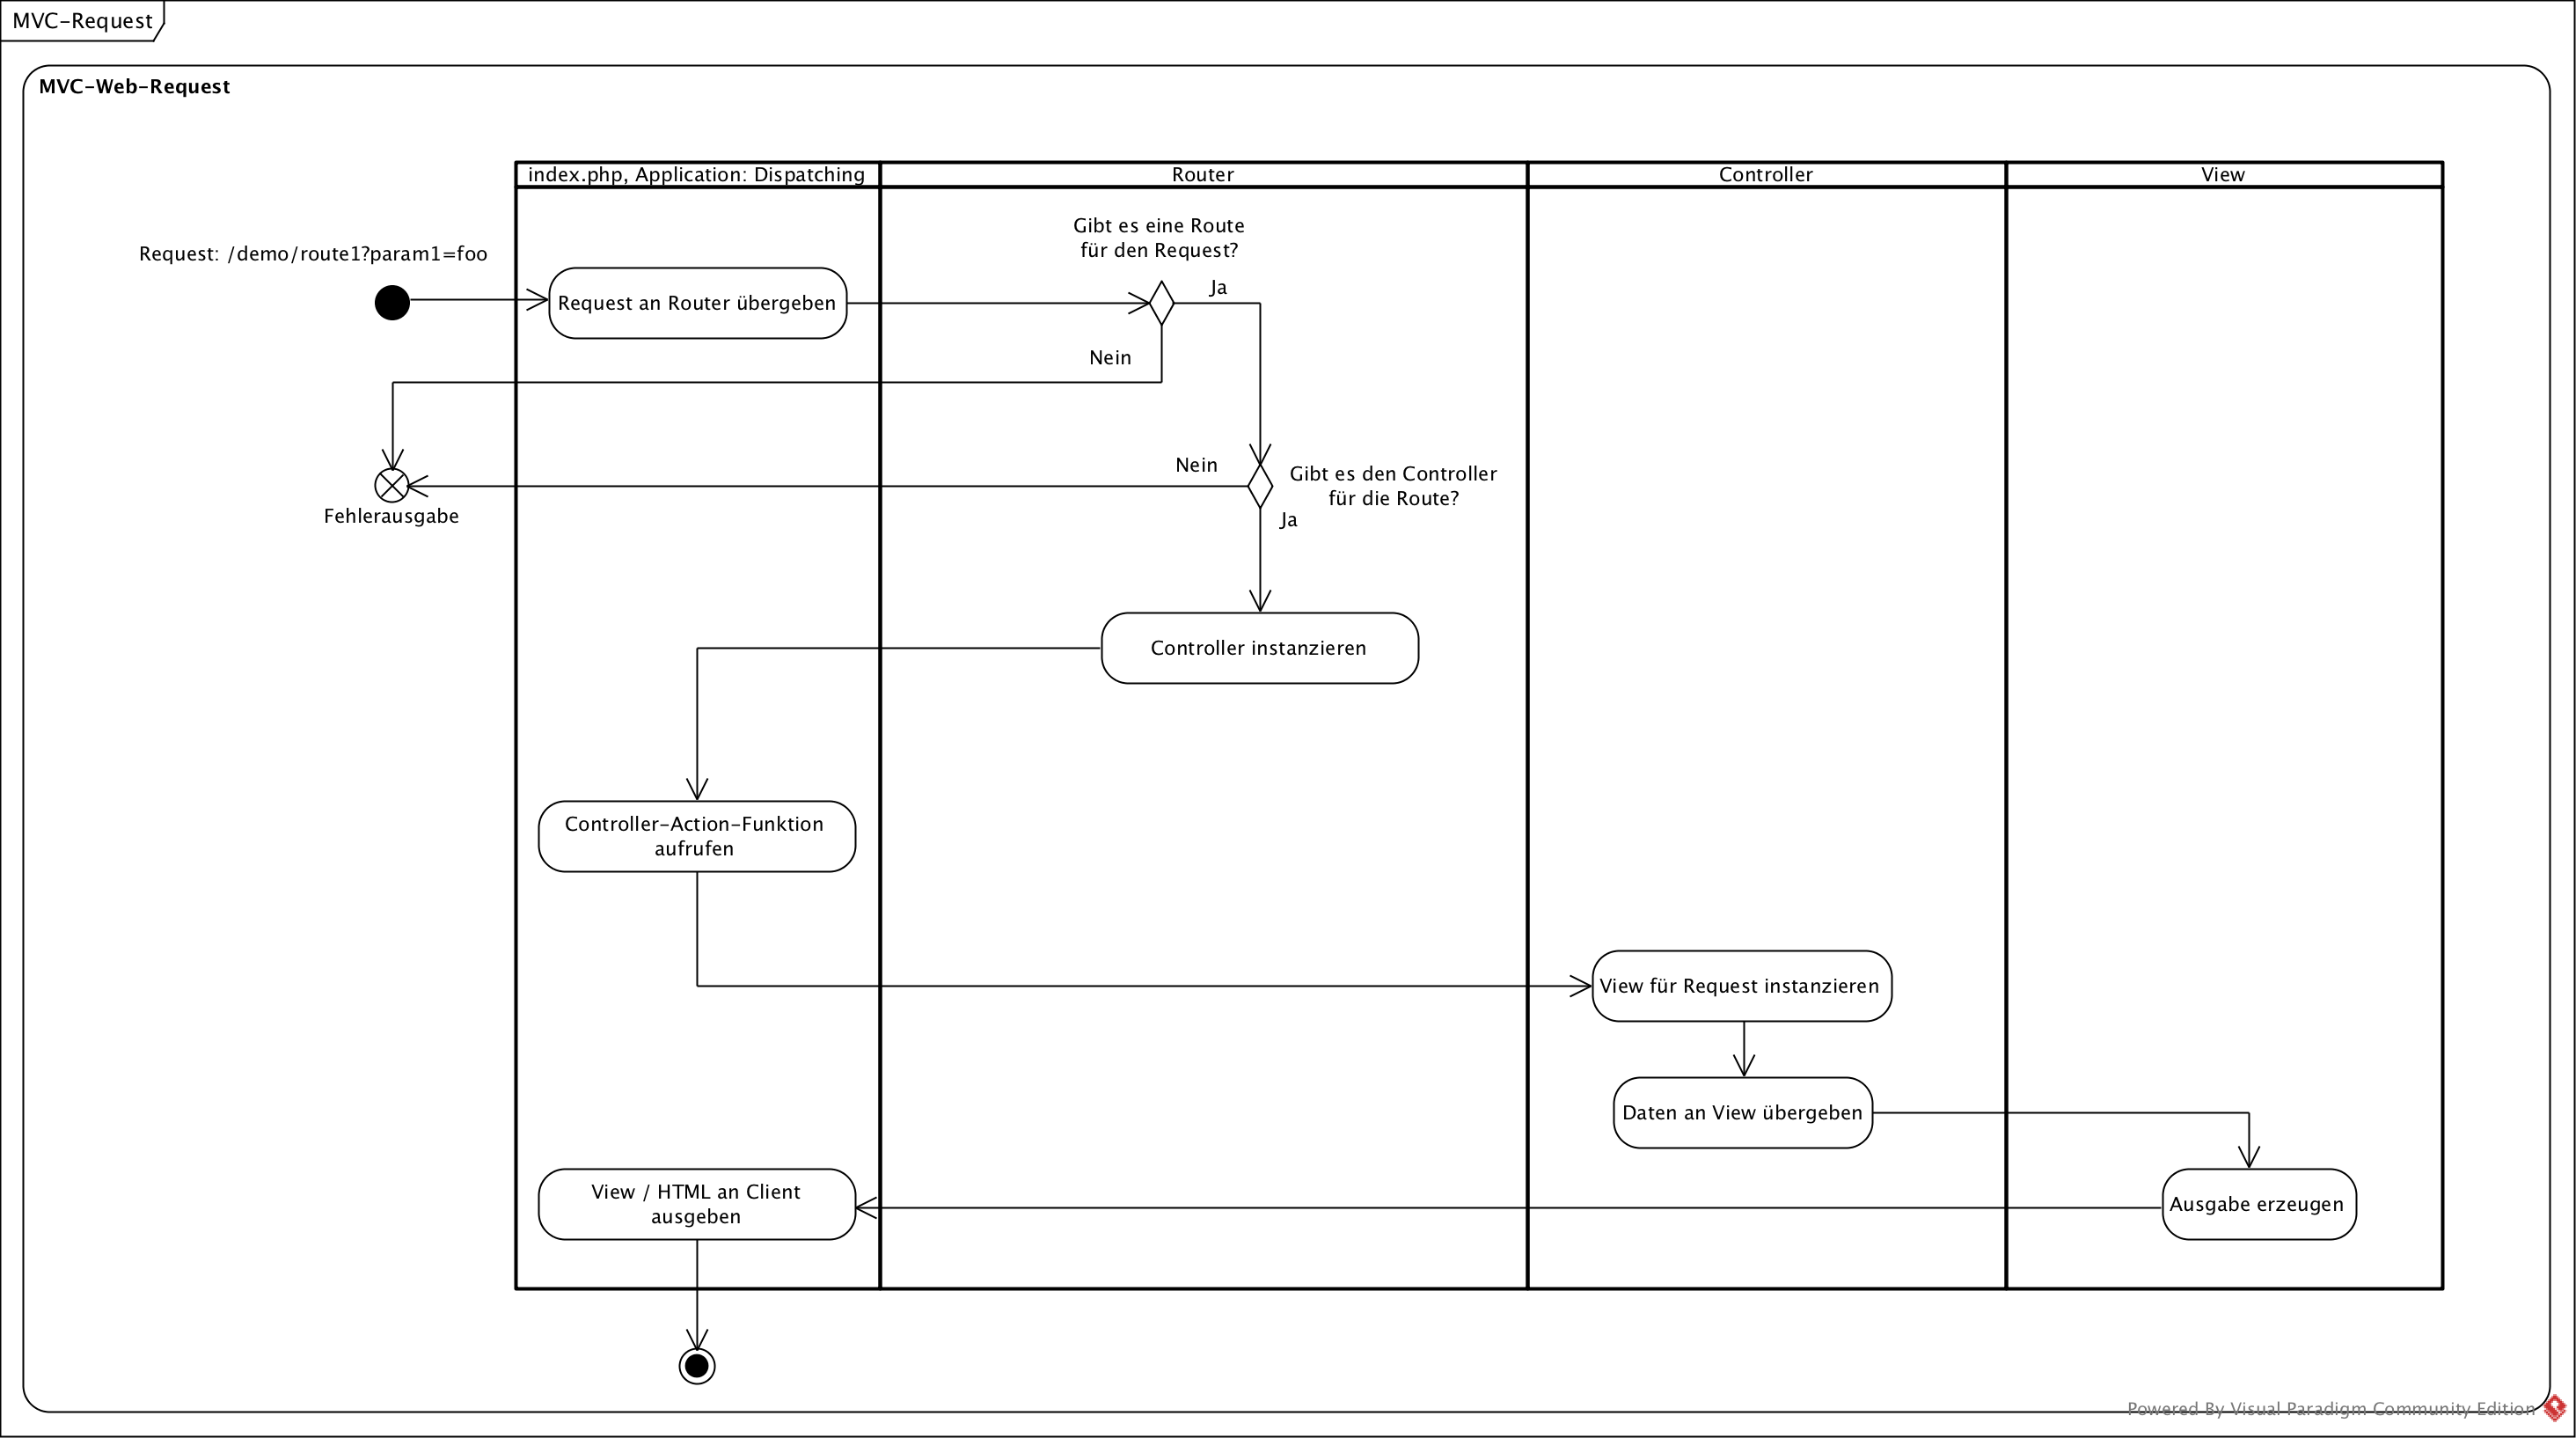 MVC-Request
MVC-Web-Request
index.php, Application: Dispatching
Router
Controller
View
Request: /demo/route1?param1=foo
Request an Router übergeben
Gibt es eine Route
für den Request?
Ja
Nein
Nein
Gibt es den Controller
für die Route?
Ja
Fehlerausgabe
Controller instanzieren
Controller-Action-Funktion
aufrufen
View für Request instanzieren
Daten an View übergeben
Ausgabe erzeugen
View / HTML an Client
ausgeben
Powered By Visual Paradigm Community Edition